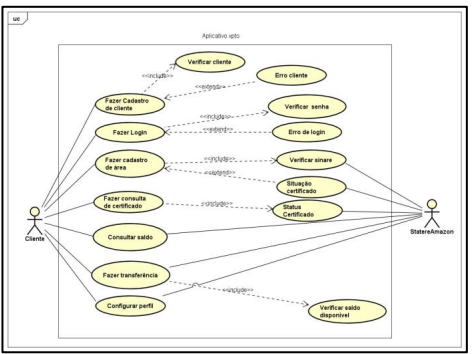 uc
Aplicativo xpto
Verificar cliente
<<include>>
Erro cliente
<<extend>>
Fazer Cadastro
de cliente
Verificar senha
<<include>>
Fazer Login
<<extend>>
Erro de login
Fazer cadastro
de área
<<include>>
Verificar sinare
<<extend>>
Situação
certificado
Fazer consulta
de certificado
<<include>>
Status
Certificado
Cliente
StatereAmazon
Consultar saldo
Fazer transferência
<<include>>
Configurar perfil
Verificar saldo
disponível